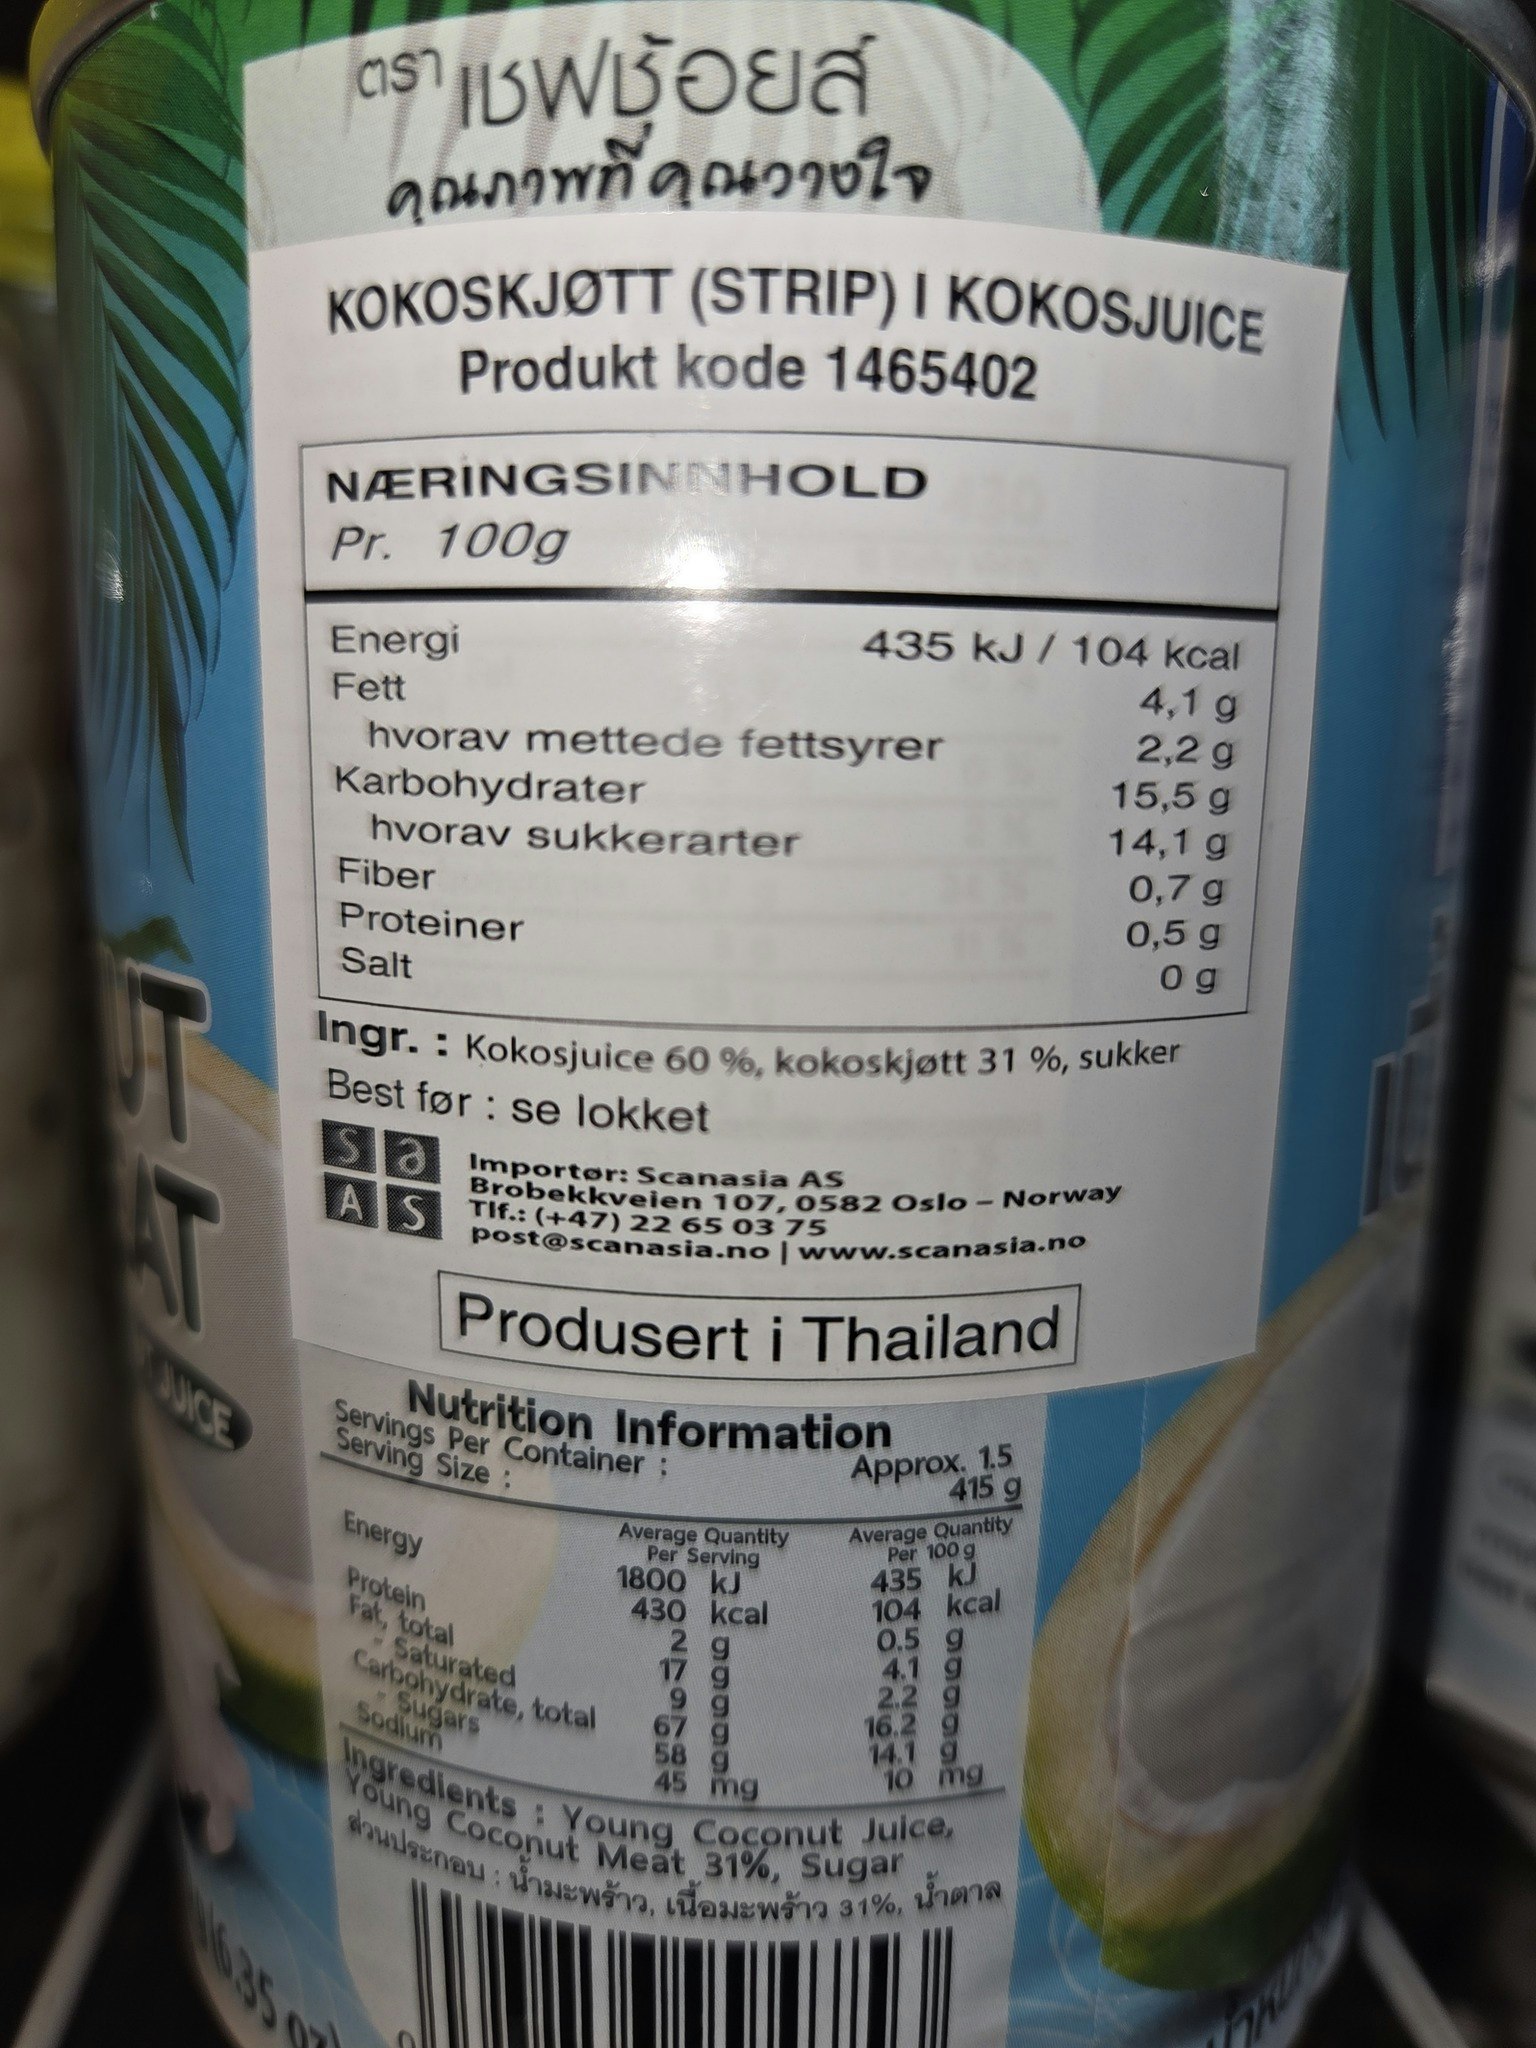 ตรา เชฟช้อยส์
คุณภาพที่คุณวางใจ
KOKOSKJØTT (STRIP) I KOKOSJUICE
Produkt kode 1465402
NÆRINGSINNHOLD
Pr. 100g
Energi 435 kJ / 104 kcal
Fett 4,1 g
hvorav mettede fettsyrer 2,2 g
Karbohydrater 15,5 g
hvorav sukkerarter 14,1 g
Fiber 0,7 g
Proteiner 0,5 g
Salt 0 g
Ingr. : Kokosjuice 60 %, kokoskjøtt 31 %, sukker
Best før : se lokket
sa
AS
Importør: Scanasia AS
Brobekkveien 107, 0582 Oslo – Norway
Tlf.: (+47) 22 65 03 75
post@scanasia.no | www.scanasia.no
Produsert i Thailand
Nutrition Information
Servings Per Container : Approx. 1.5
Serving Size : 415 g
Average Quantity Average Quantity
Per Serving Per 100 g
Energy 1800 kJ 435 kJ
430 kcal 104 kcal
Protein 2 g 0.5 g
Fat, total 17 g 4.1 g
- Saturated 9 g 2.2 g
Carbohydrate, total 67 g 16.2 g
- Sugars 58 g 14.1 g
Sodium 45 mg 10 mg
Ingredients : Young Coconut Juice,
Young Coconut Meat 31%, Sugar
ส่วนประกอบ : น้ำมะพร้าว, เนื้อมะพร้าว 31%, น้ำตาล
UT
AT
JUICE